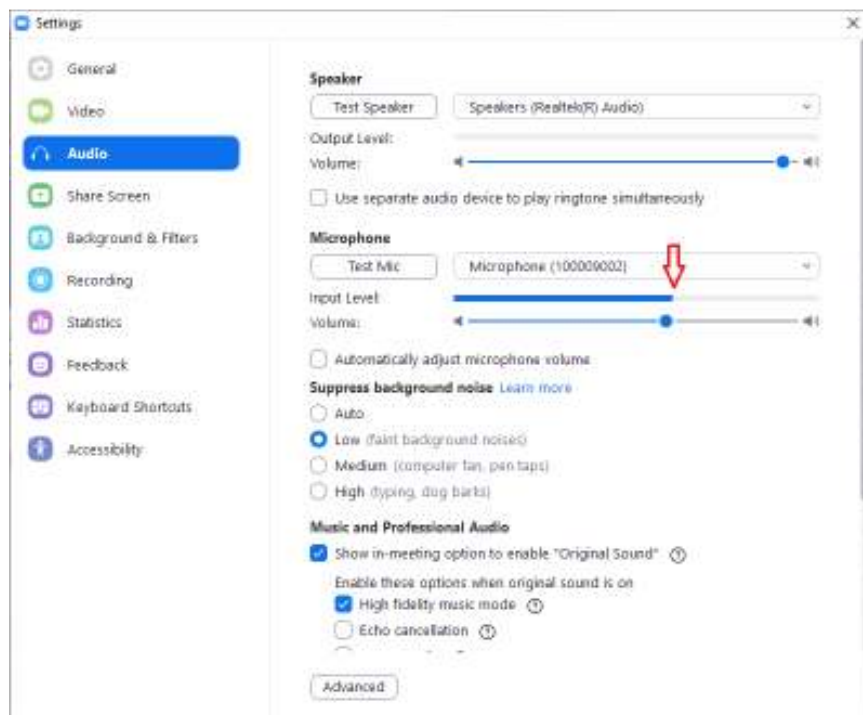 Settings
General
Video
Audio
Share Screen
Background & Filters
Recording
Statistics
Feedback
Keyboard Shortcuts
Accessibility
Speaker
Test Speaker
Speakers (Realtek(R) Audio)
Output Level:
Volume:
Use separate audio device to play ringtone simultaneously
Microphone
Test Mic
Microphone (100009002)
Input Level:
Volume:
Automatically adjust microphone volume
Suppress background noise Learn more
Auto
Low (faint background noises)
Medium (computer fan, pen taps)
High (typing, dog barks)
Music and Professional Audio
Show in-meeting option to enable "Original Sound"
Enable these options when original sound is on
High fidelity music mode
Echo cancellation
Advanced